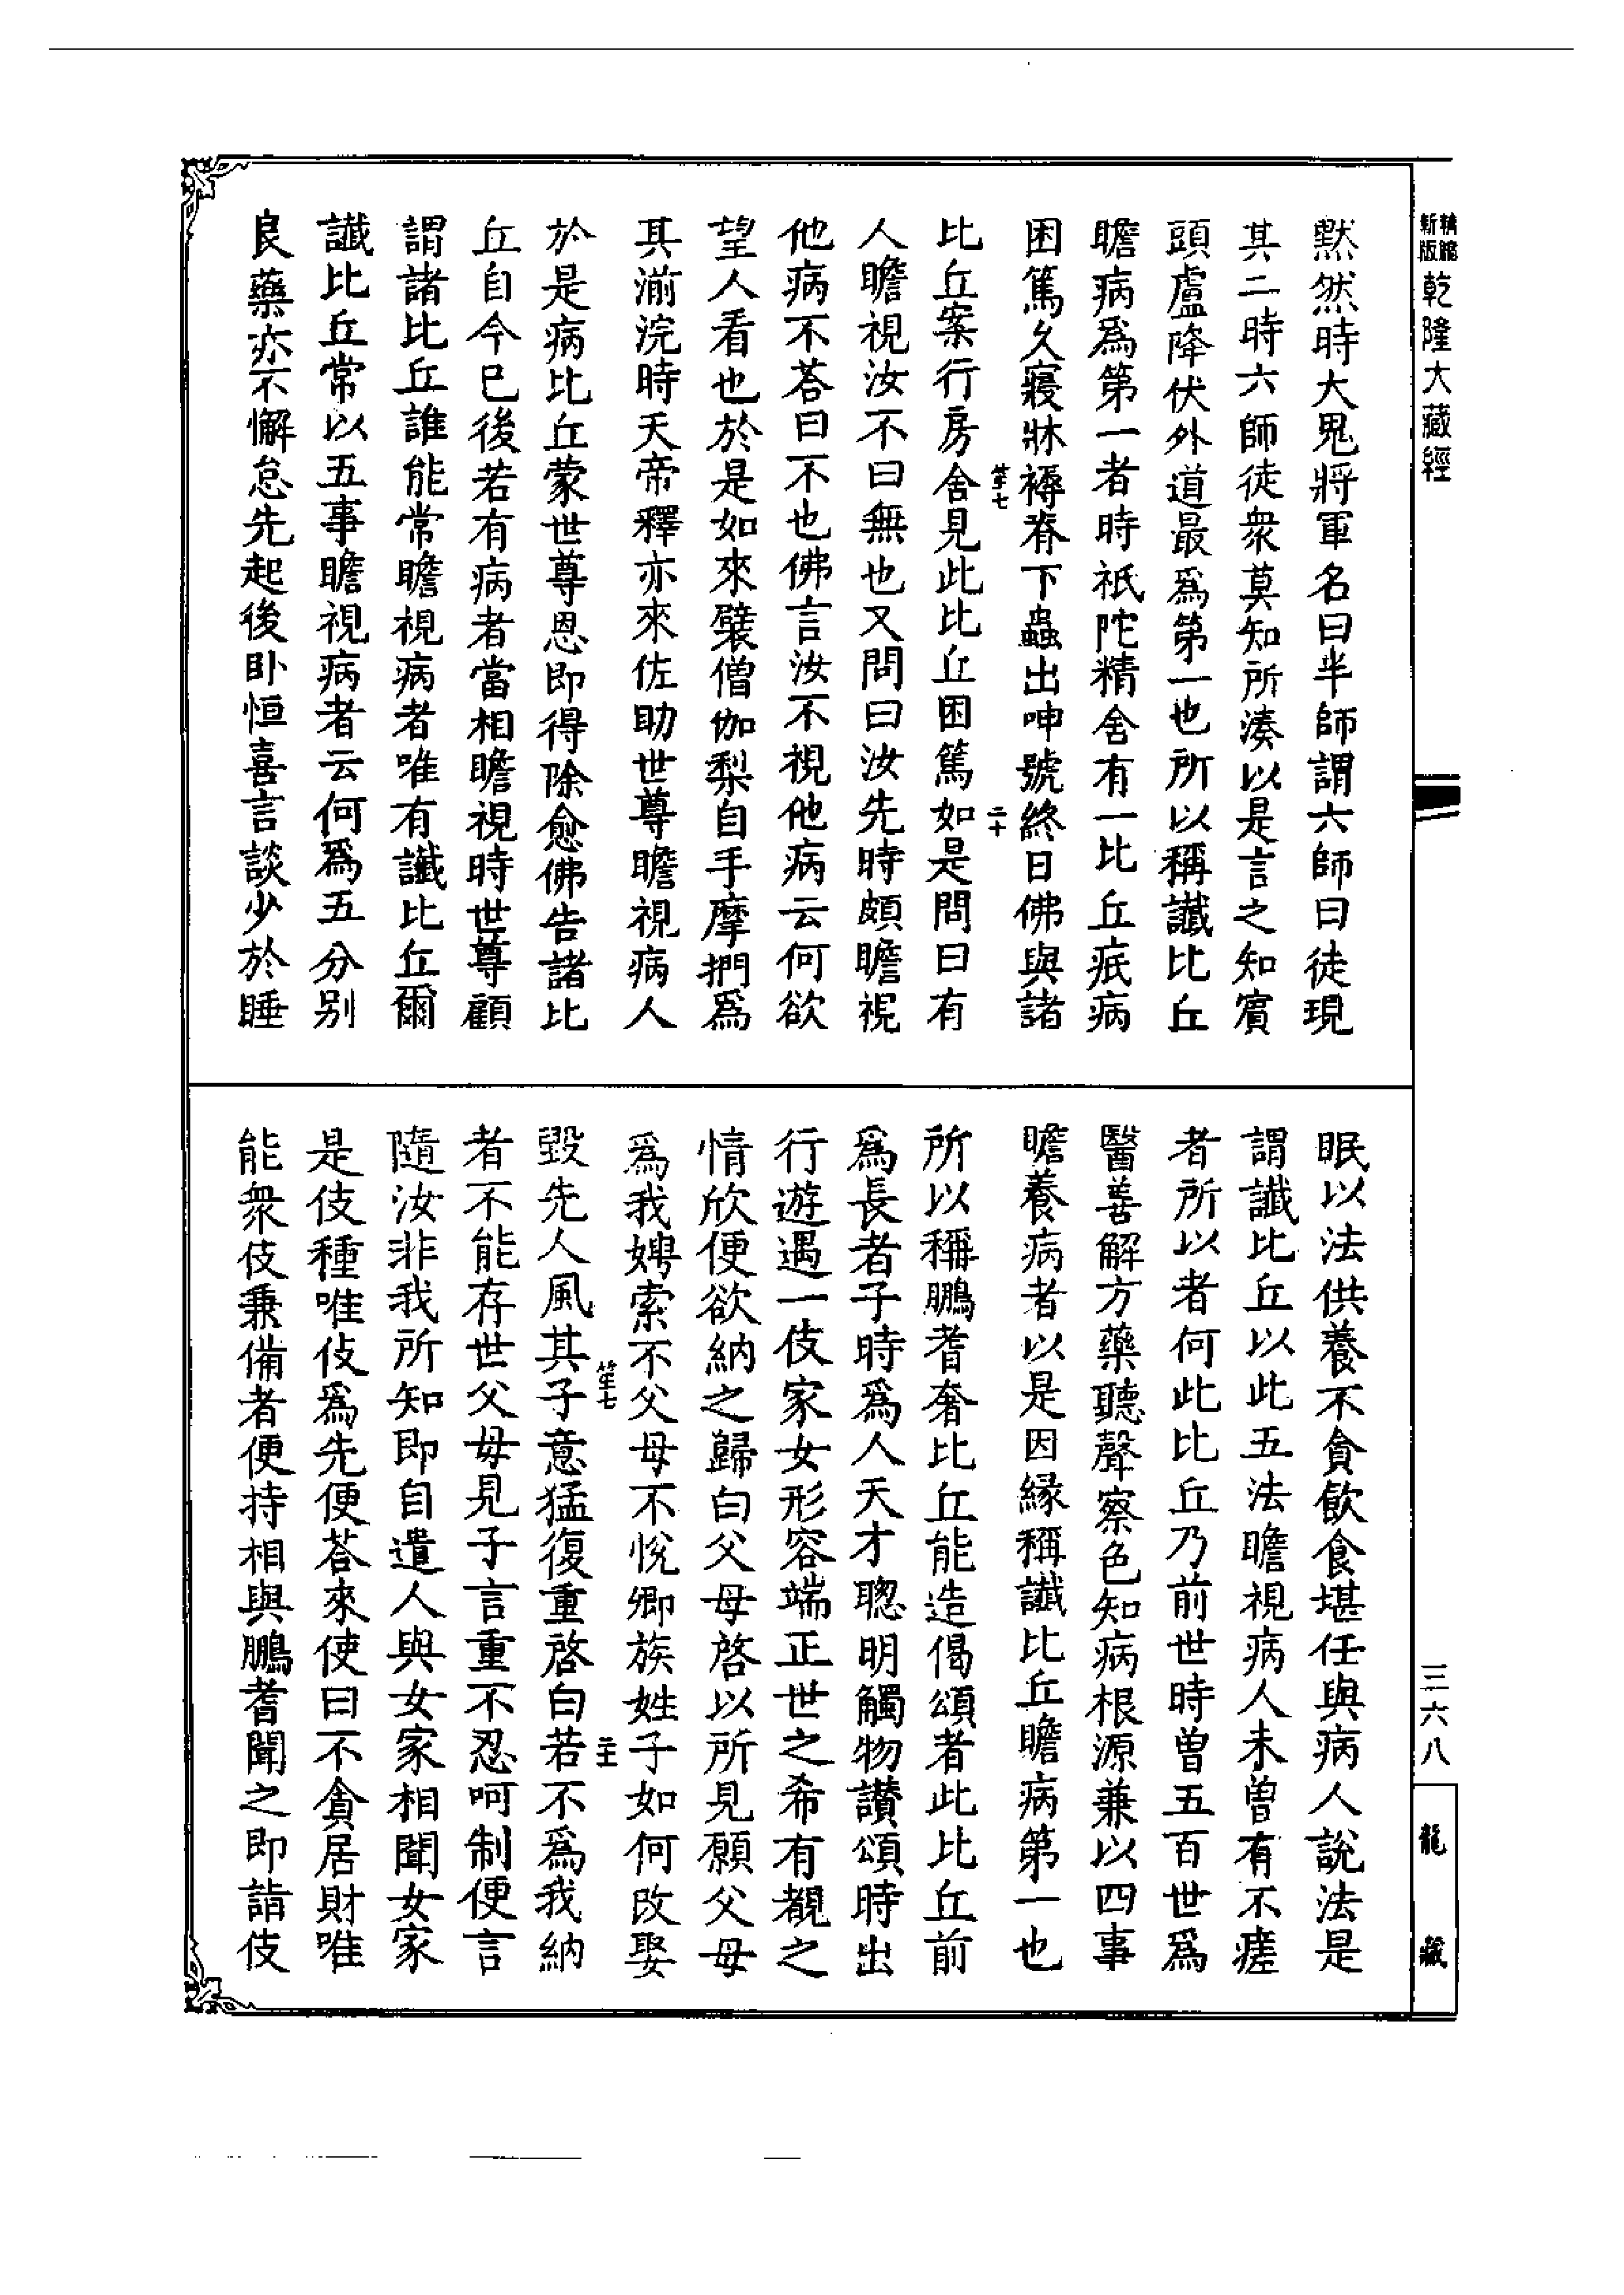 精縮新版
乾隆大藏經
默然時大鬼將軍名曰半師謂六師曰徒現
其二時六師徒衆莫知所湊以是言之知賓
頭盧降伏外道最爲第一也所以稱讖比丘
瞻病爲第一者時祇陀精舍有一比丘疧病
困篤久寢牀褥脊下蟲出呻號終日佛與諸
笙七
二十
比丘案行房舍見此比丘困篤如是問曰有
人瞻視汝不曰無也又問曰汝先時頗瞻視
他病不荅曰不也佛言汝不視他病云何欲
望人看也於是如來襞僧伽梨自手摩捫爲
其湔浣時天帝釋亦來佐助世尊瞻視病人
於是病比丘蒙世尊恩即得除愈佛告諸比
丘自今已後若有病者當相瞻視時世尊顧
謂諸比丘誰能常瞻視病者唯有讖比丘爾
讖比丘常以五事瞻視病者云何爲五分别
良藥亦不懈怠先起後卧恒喜言談少於睡
眠以法供養不貪飲食堪任與病人說法是
謂讖比丘以此五法瞻視病人未曾有不瘥
者所以者何此比丘乃前世時曾五百世爲
醫善解方藥聽聲察色知病根源兼以四事
瞻養病者以是因緣稱讖比丘瞻病第一也
所以稱鵬耆奢比丘能造偈頌者此比丘前
爲長者子時爲人天才聰明觸物讚頌時出
行遊遇一伎家女形容端正世之希有覩之
情欣便欲納之歸白父母啓以所見願父母
爲我娉索不父母不悅卿族姓子如何改娶
笙七
二主
毀先人風其子意猛復重啓白若不爲我納
者不能存世父母見子言重不忍呵制便言
隨汝非我所知即自遣人與女家相聞女家
是伎種唯伎爲先便荅來使曰不貪居財唯
能衆伎兼備者便持相與鵬耆聞之即詣伎
三六八
龍藏